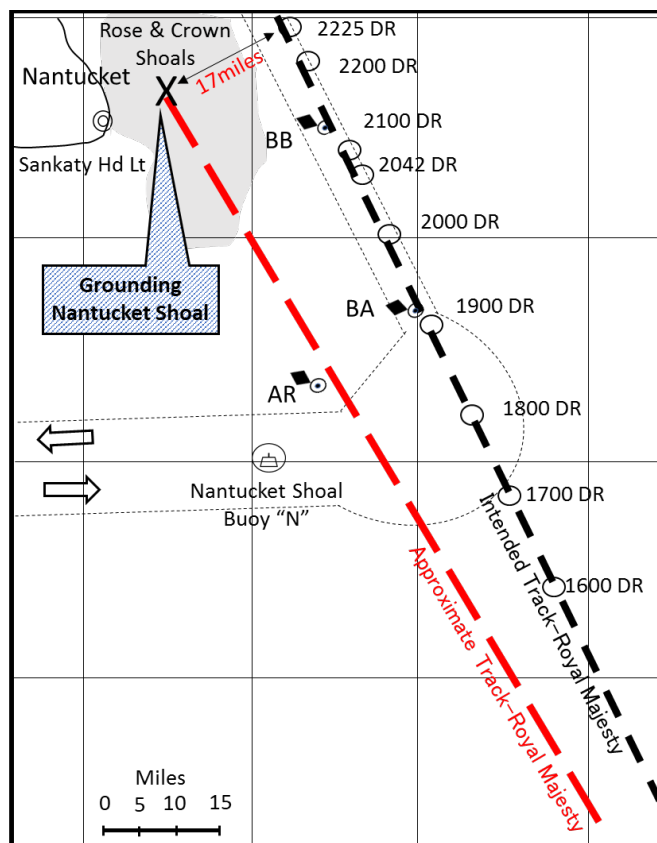 Rose & Crown
Shoals
2225 DR
17miles
2200 DR
Nantucket
2100 DR
BB
Sankaty Hd Lt
2042 DR
2000 DR
Grounding
Nantucket Shoal
BA
1900 DR
AR
1800 DR
Nantucket Shoal
Buoy “N”
1700 DR
1600 DR
Intended Track-Royal Majesty
Approximate Track-Royal Majesty
Miles
0 5 10 15